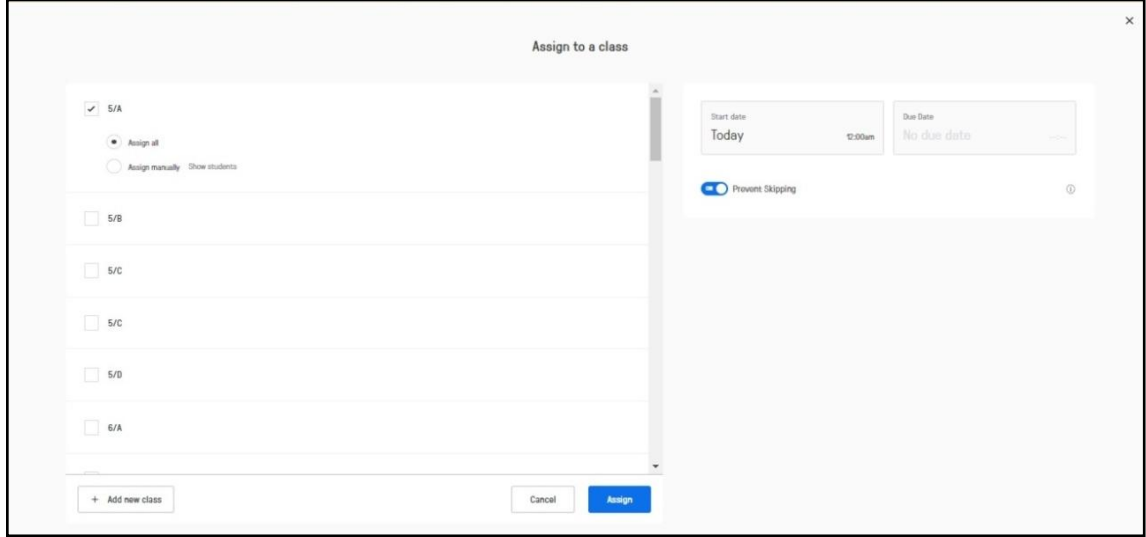 Assign to a class
5/A
Assign all
Assign manually Show students
5/B
5/C
5/C
5/D
6/A
+ Add new class
Cancel
Assign
Start date
Today 12:00am
Due Date
No due date --:--
Prevent Skipping